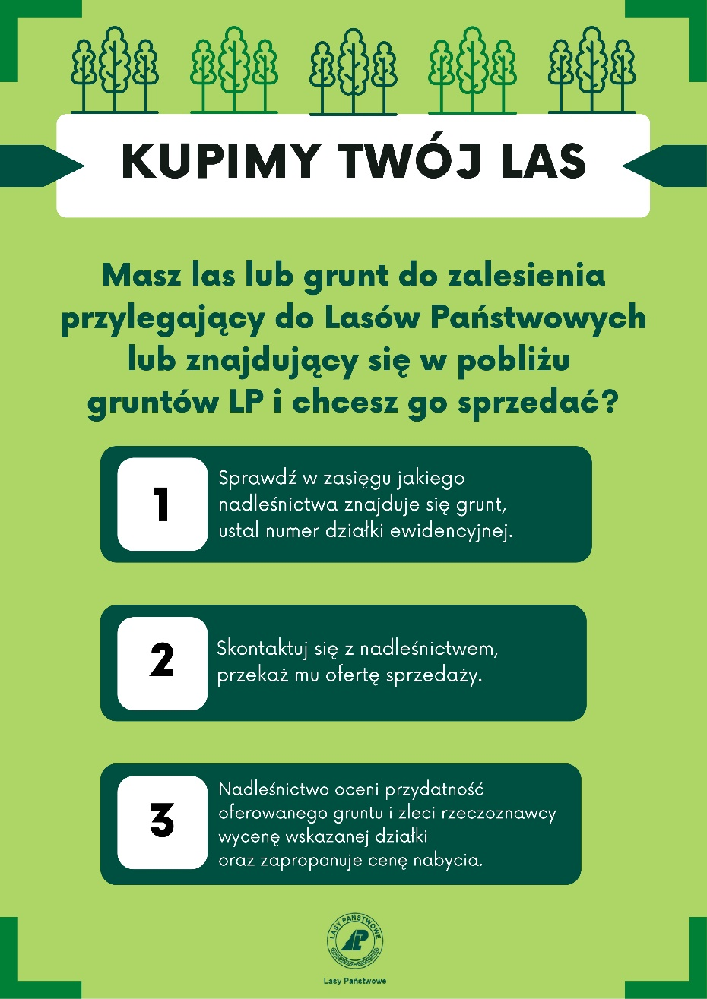 KUPIMY TWÓJ LAS
Masz las lub grunt do zalesienia
przylegający do Lasów Państwowych
lub znajdujący się w pobliżu
gruntów LP i chcesz go sprzedać?
1
Sprawdź w zasięgu jakiego
nadleśnictwa znajduje się grunt,
ustal numer działki ewidencyjnej.
2
Skontaktuj się z nadleśnictwem,
przekaż mu ofertę sprzedaży.
3
Nadleśnictwo oceni przydatność
oferowanego gruntu i zleci rzeczoznawcy
wycenę wskazanej działki
oraz zaproponuje cenę nabycia.
LASY PAŃSTWOWE
LP
Lasy Państwowe